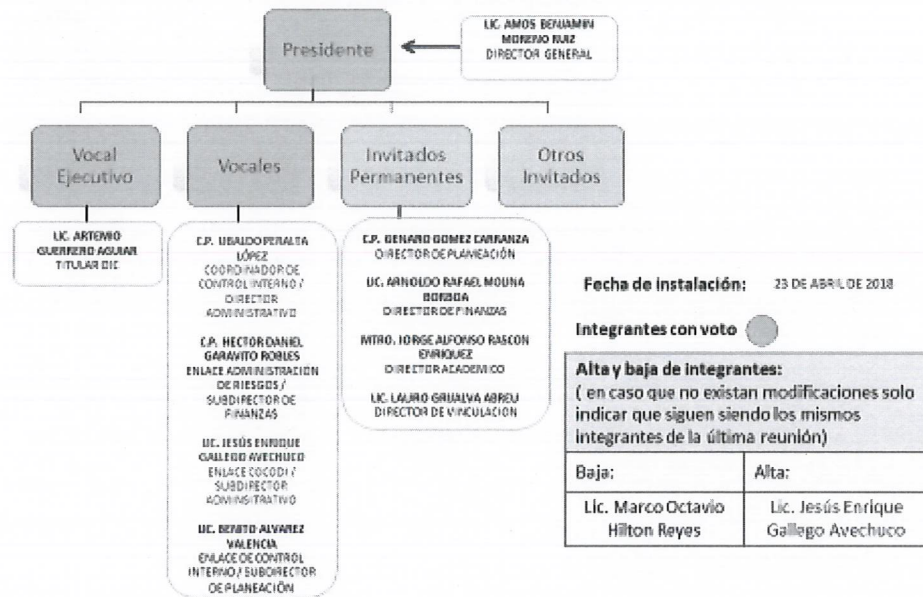 Presidente
LIC. AMOS BENJAMIN
MORENO RUIZ
DIRECTOR GENERAL
Vocal
Ejecutivo
Vocales
Invitados
Permanentes
Otros
Invitados
LIC. ARTEMIO
GUERRERO AGUIAR
TITULAR OIC
C.P. UBALDO PERALTA
LÓPEZ
COORDINADOR DE
CONTROL INTERNO /
DIRECTOR
ADMINISTRATIVO
C.P. HECTOR DANIEL
GARAVITO ROBLES
ENLACE ADMINISTRACIÓN
DE RIESGOS /
SUBDIRECTOR DE
FINANZAS
LIC. JESÚS ENRIQUE
GALLEGO AVECHUCO
ENLACE COCODI /
SUBDIRECTOR
ADMINSITRATIVO
LIC. BENITO ALVAREZ
VALENCIA
ENLACE DE CONTROL
INTERNO / SUBDIRECTOR
DE PLANEACIÓN
C.P. GENARO GOMEZ CARRANZA
DIRECTOR DE PLANEACIÓN
LIC. ARNOLDO RAFAEL MOLINA
BORBOA
DIRECTOR DE FINANZAS
MTRO. JORGE ALFONSO RASCON
ENRIQUEZ
DIRECTOR ACADEMICO
LIC. LAURO GRIJALVA ABREU
DIRECTOR DE VINCULACIÓN
Fecha de instalación: 23 DE ABRIL DE 2018
Integrantes con voto
Alta y baja de integrantes:
( en caso que no existan modificaciones solo
indicar que siguen siendo los mismos
integrantes de la última reunión)
Baja:
Alta:
Lic. Marco Octavio
Hilton Reyes
Lic. Jesús Enrique
Gallego Avechuco